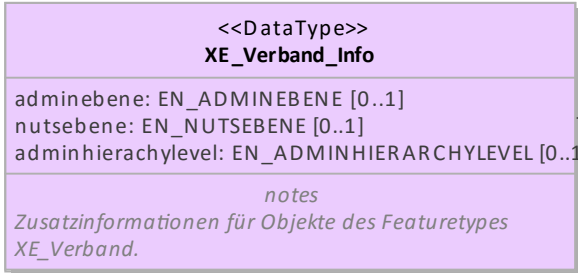 <<DataType>>
XE_Verband_Info
adminebene: EN_ADMINEBENE [0..1]
nutsebene: EN_NUTSEBENE [0..1]
adminhierachylevel: EN_ADMINHIERARCHYLEVEL [0..1
notes
Zusatzinformationen für Objekte des Featuretypes
XE_Verband.